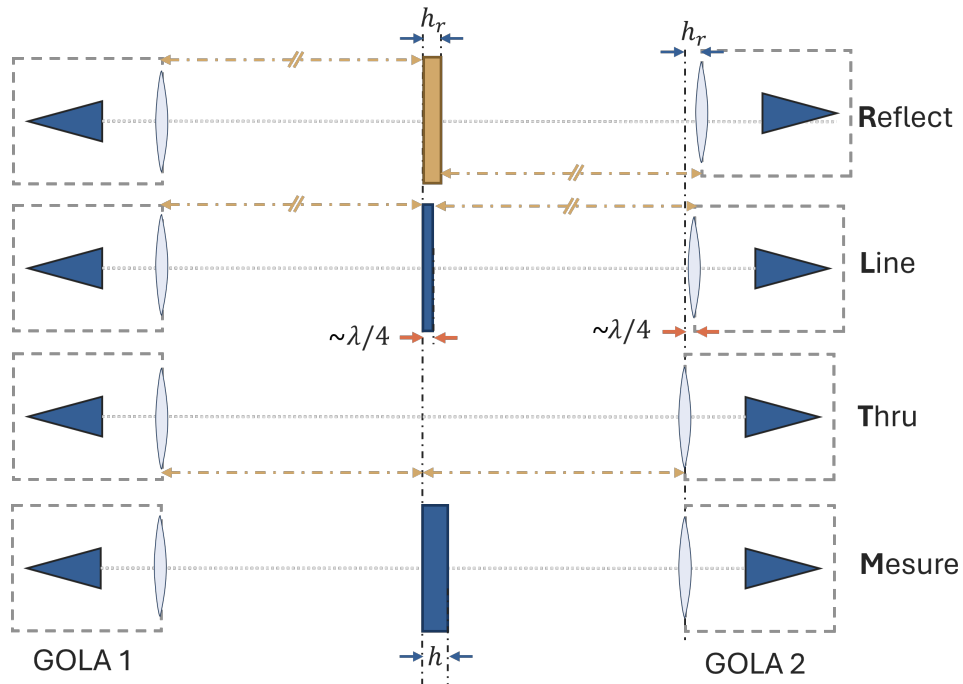 h_r
h_r
Reflect
Line
~λ/4
~λ/4
Thru
Mesure
h
GOLA 1
GOLA 2